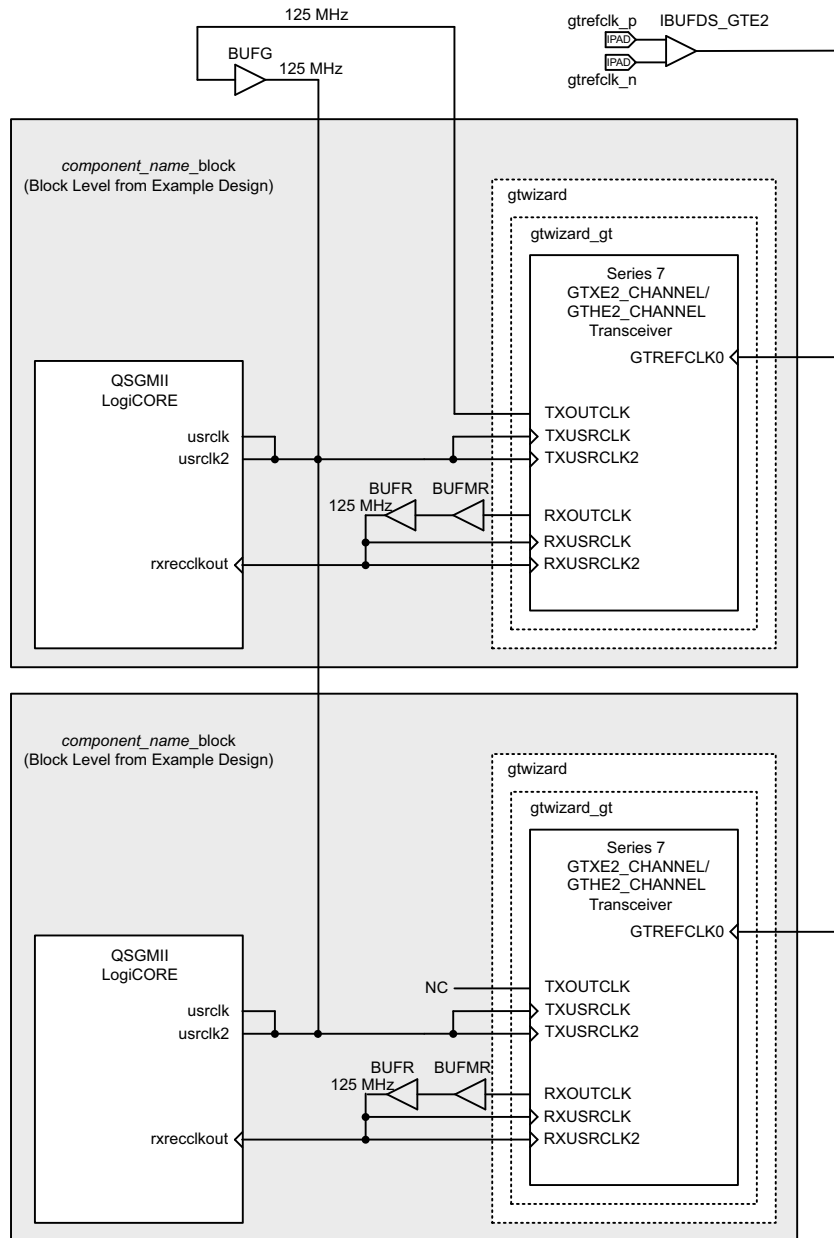 125 MHz
BUFG
125 MHz
gtrefclk_p
IBUFDS_GTE2
IPAD
IPAD
gtrefclk_n
component_name_block
(Block Level from Example Design)
gtwizard
gtwizard_gt
Series 7
GTXE2_CHANNEL/
GTHE2_CHANNEL
Transceiver
GTREFCLK0
QSGMII
LogiCORE
TXOUTCLK
usrclk
TXUSRCLK
usrclk2
TXUSRCLK2
BUFR
BUFMR
125 MHz
RXOUTCLK
RXUSRCLK
rxrecclkout
RXUSRCLK2
component_name_block
(Block Level from Example Design)
gtwizard
gtwizard_gt
Series 7
GTXE2_CHANNEL/
GTHE2_CHANNEL
Transceiver
GTREFCLK0
QSGMII
LogiCORE
NC
TXOUTCLK
usrclk
TXUSRCLK
usrclk2
TXUSRCLK2
BUFR
BUFMR
125 MHz
RXOUTCLK
RXUSRCLK
rxrecclkout
RXUSRCLK2